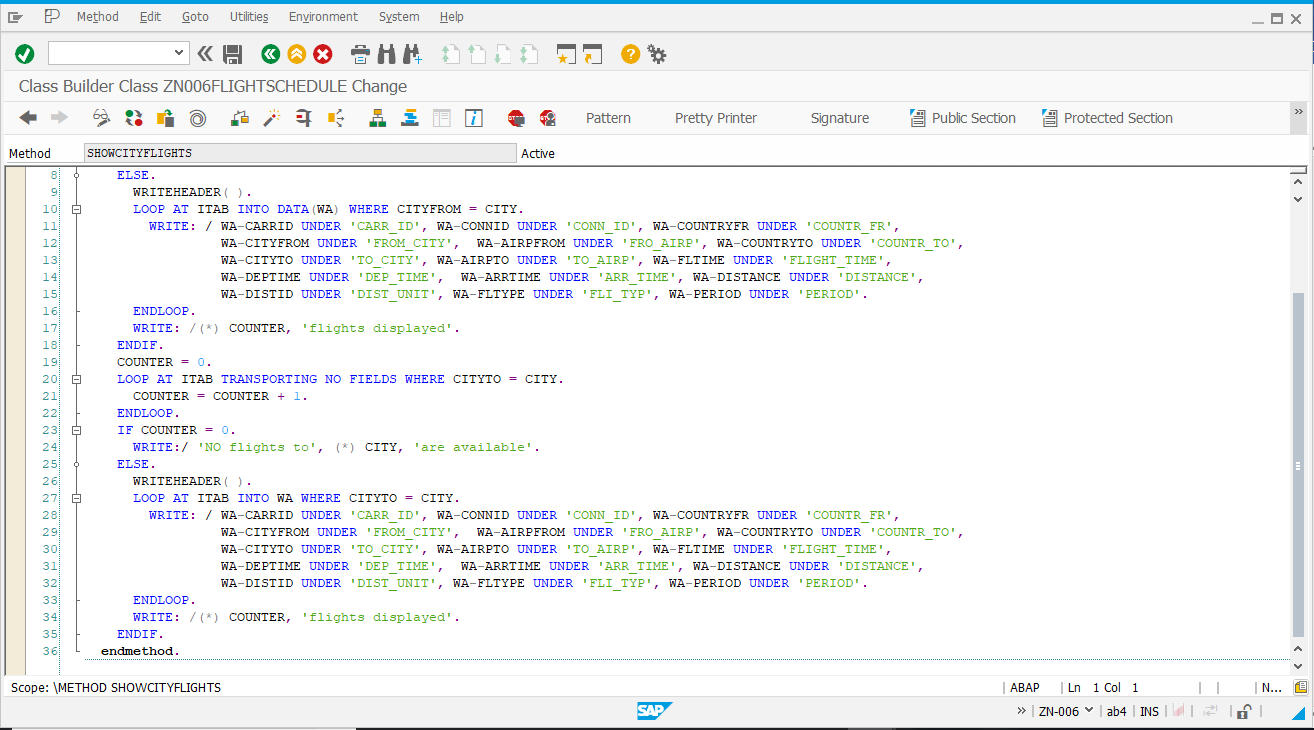 Method Edit Goto Utilities Environment System Help
Class Builder Class ZN006FLIGHTSCHEDULE Change
Pattern Pretty Printer Signature Public Section Protected Section
Method SHOWCITYFLIGHTS Active
8 ELSE.
9 WRITEHEADER( ).
10 LOOP AT ITAB INTO DATA(WA) WHERE CITYFROM = CITY.
11 WRITE: / WA-CARRID UNDER 'CARR_ID', WA-CONNID UNDER 'CONN_ID', WA-COUNTRYFR UNDER 'COUNTR_FR',
12 WA-CITYFROM UNDER 'FROM_CITY', WA-AIRPFROM UNDER 'FRO_AIRP', WA-COUNTRYTO UNDER 'COUNTR_TO',
13 WA-CITYTO UNDER 'TO_CITY', WA-AIRPTO UNDER 'TO_AIRP', WA-FLTIME UNDER 'FLIGHT_TIME',
14 WA-DEPTIME UNDER 'DEP_TIME', WA-ARRTIME UNDER 'ARR_TIME', WA-DISTANCE UNDER 'DISTANCE',
15 WA-DISTID UNDER 'DIST_UNIT', WA-FLTYPE UNDER 'FLI_TYP', WA-PERIOD UNDER 'PERIOD'.
16 ENDLOOP.
17 WRITE: /(*) COUNTER, 'flights displayed'.
18 ENDIF.
19 COUNTER = 0.
20 LOOP AT ITAB TRANSPORTING NO FIELDS WHERE CITYTO = CITY.
21 COUNTER = COUNTER + 1.
22 ENDLOOP.
23 IF COUNTER = 0.
24 WRITE:/ 'NO flights to', (*) CITY, 'are available'.
25 ELSE.
26 WRITEHEADER( ).
27 LOOP AT ITAB INTO WA WHERE CITYTO = CITY.
28 WRITE: / WA-CARRID UNDER 'CARR_ID', WA-CONNID UNDER 'CONN_ID', WA-COUNTRYFR UNDER 'COUNTR_FR',
29 WA-CITYFROM UNDER 'FROM_CITY', WA-AIRPFROM UNDER 'FRO_AIRP', WA-COUNTRYTO UNDER 'COUNTR_TO',
30 WA-CITYTO UNDER 'TO_CITY', WA-AIRPTO UNDER 'TO_AIRP', WA-FLTIME UNDER 'FLIGHT_TIME',
31 WA-DEPTIME UNDER 'DEP_TIME', WA-ARRTIME UNDER 'ARR_TIME', WA-DISTANCE UNDER 'DISTANCE',
32 WA-DISTID UNDER 'DIST_UNIT', WA-FLTYPE UNDER 'FLI_TYP', WA-PERIOD UNDER 'PERIOD'.
33 ENDLOOP.
34 WRITE: /(*) COUNTER, 'flights displayed'.
35 ENDIF.
36 endmethod.
Scope: \METHOD SHOWCITYFLIGHTS ABAP Ln 1 Col 1 N...
SAP ZN-006 ab4 INS